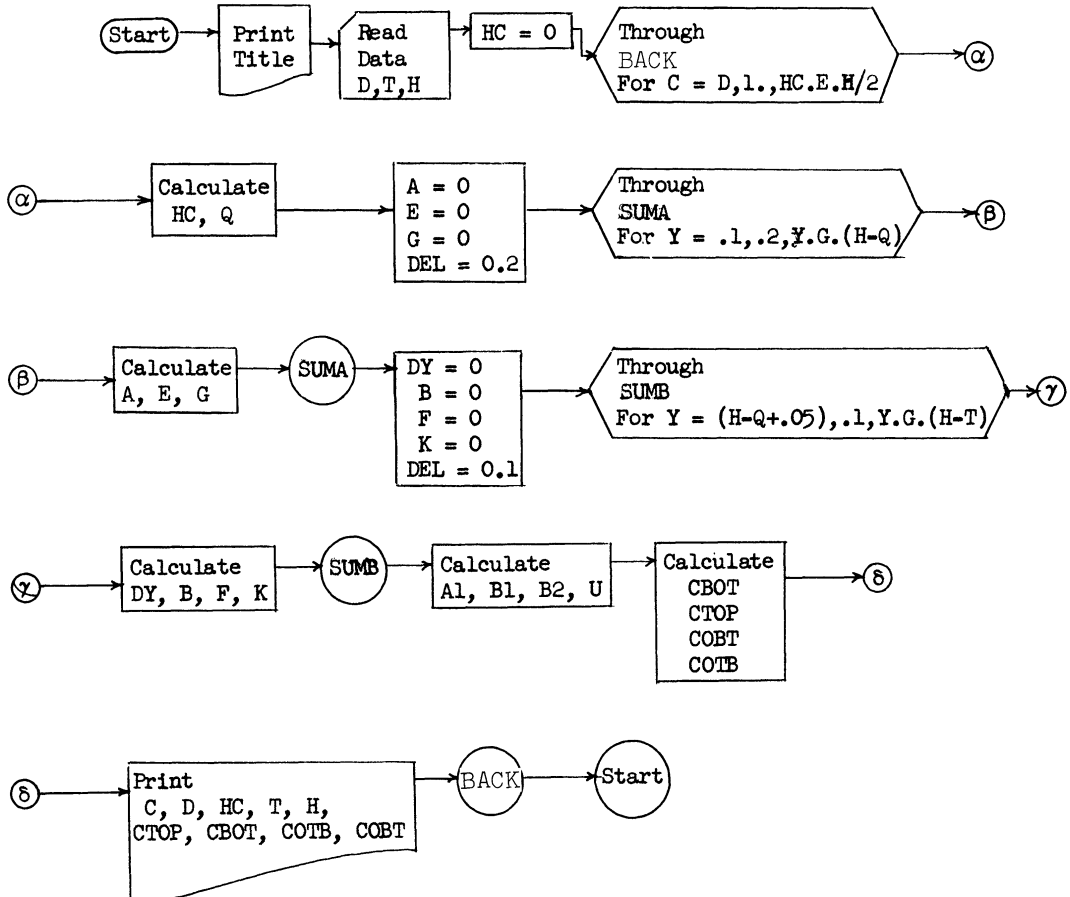 Start
Print
Title
Read
Data
D,T,H
HC = 0
Through
BACK
For C = D,1.,HC.E.H/2
α
α
Calculate
HC, Q
A = 0
E = 0
G = 0
DEL = 0.2
Through
SUMA
For Y = .1,.2,Y.G.(H-Q)
β
β
Calculate
A, E, G
SUMA
DY = 0
B = 0
F = 0
K = 0
DEL = 0.1
Through
SUMB
For Y = (H-Q+.05),.1,Y.G.(H-T)
γ
γ
Calculate
DY, B, F, K
SUMB
Calculate
A1, B1, B2, U
Calculate
CBOT
CTOP
COBT
COTB
δ
δ
Print
C, D, HC, T, H,
CTOP, CBOT, COTB, COBT
BACK
Start